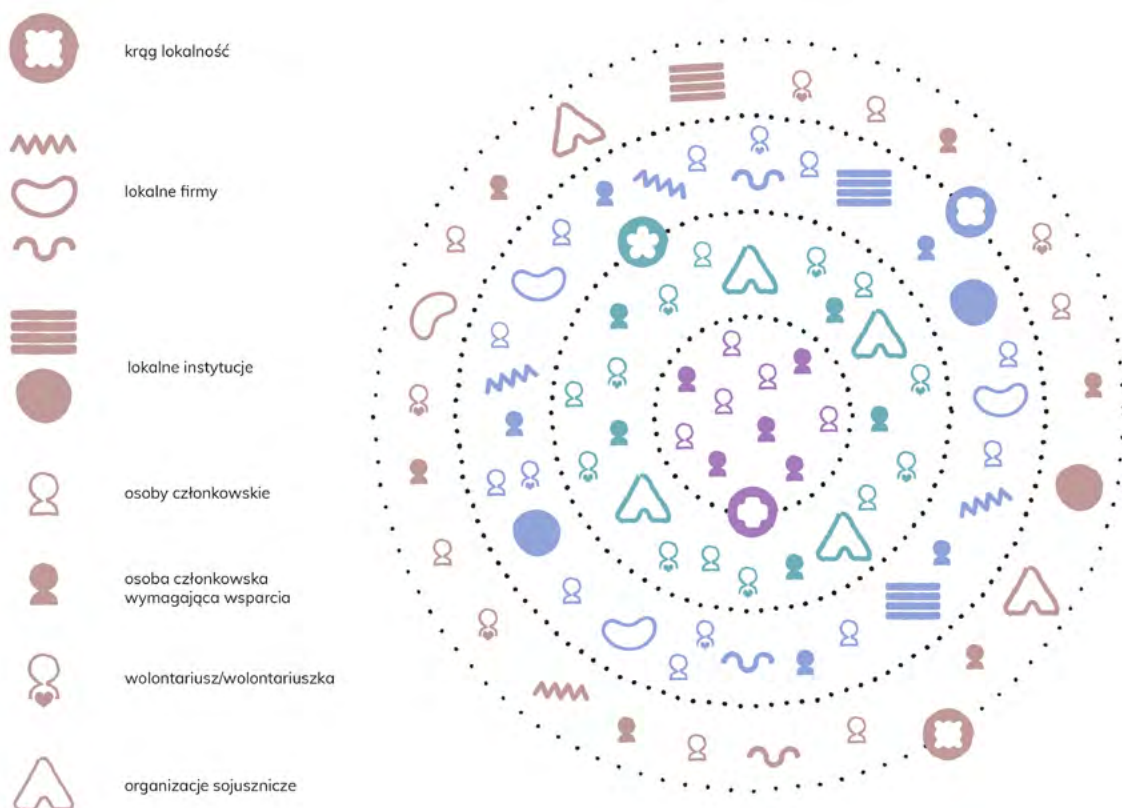 krąg lokalność
lokalne firmy
lokalne instytucje
osoby członkowskie
osoba członkowska
wymagająca wsparcia
wolontariusz/wolontariuszka
organizacje sojusznicze